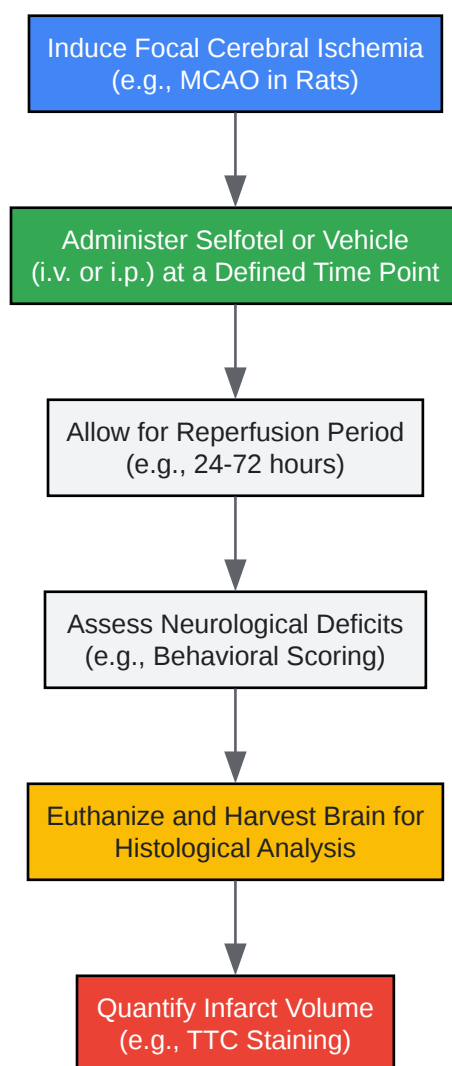 Induce Focal Cerebral Ischemia
(e.g., MCAO in Rats)
Administer Selfotel or Vehicle
(i.v. or i.p.) at a Defined Time Point
Allow for Reperfusion Period
(e.g., 24-72 hours)
Assess Neurological Deficits
(e.g., Behavioral Scoring)
Euthanize and Harvest Brain for
Histological Analysis
Quantify Infarct Volume
(e.g., TTC Staining)